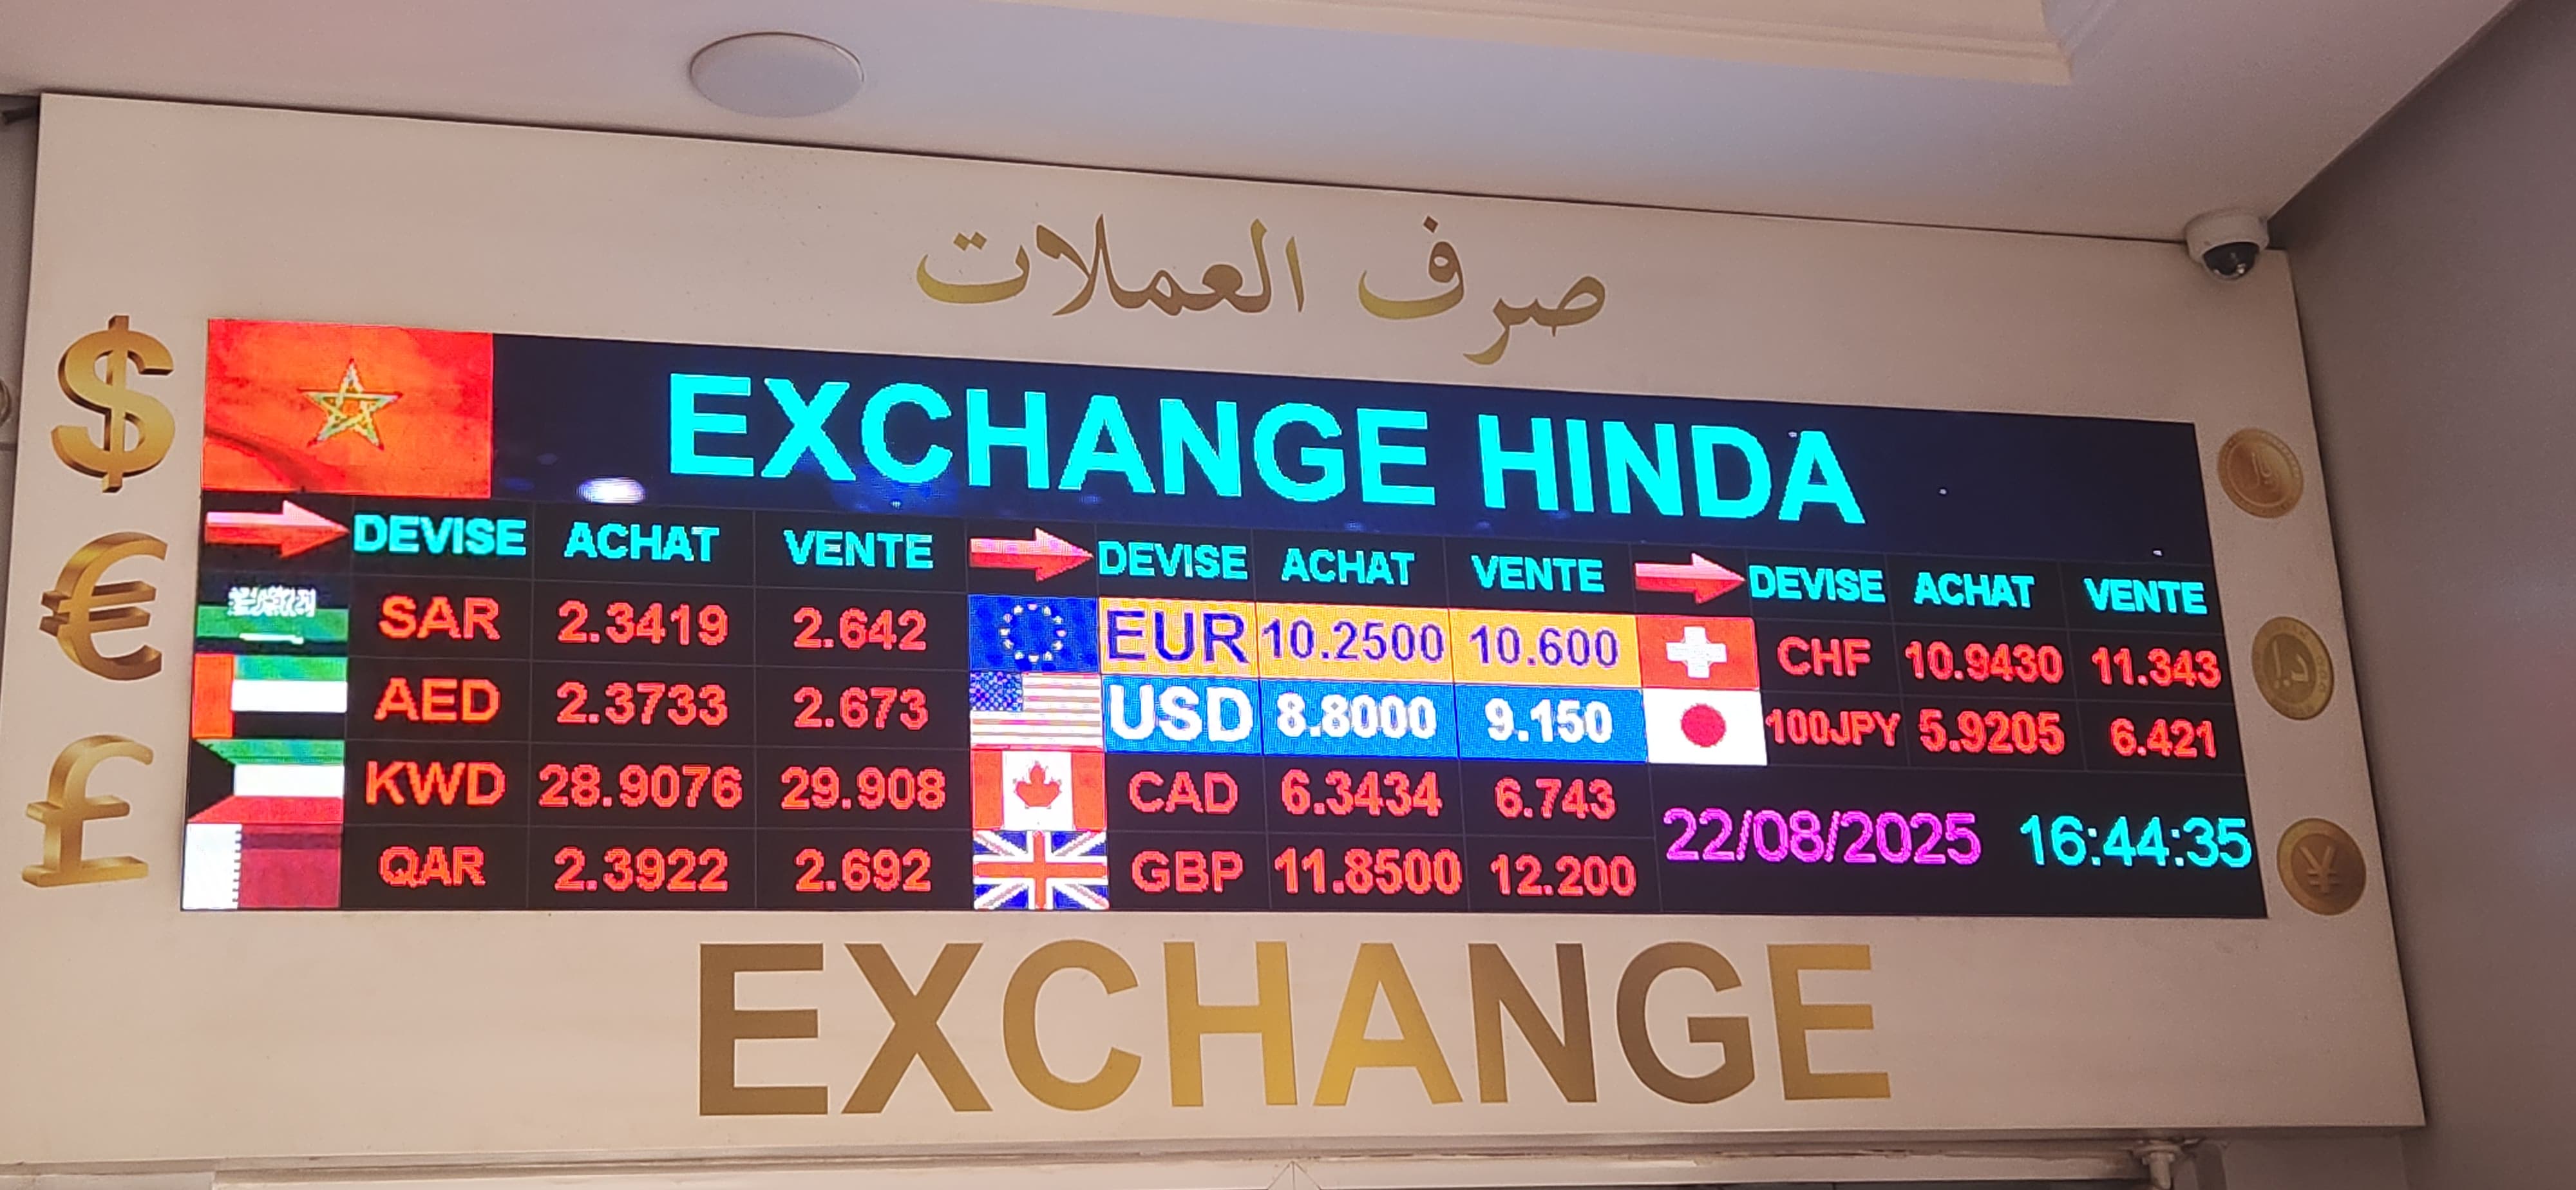 صرف العملات
EXCHANGE HINDA
DEVISE ACHAT VENTE DEVISE ACHAT VENTE DEVISE ACHAT VENTE
SAR 2.3419 2.642 EUR 10.2500 10.600 CHF 10.9430 11.343
AED 2.3733 2.673 USD 8.8000 9.150 100JPY 5.9205 6.421
KWD 28.9076 29.908 CAD 6.3434 6.743
QAR 2.3922 2.692 GBP 11.8500 12.200
22/08/2025 16:44:35
EXCHANGE
$
€
£
¥